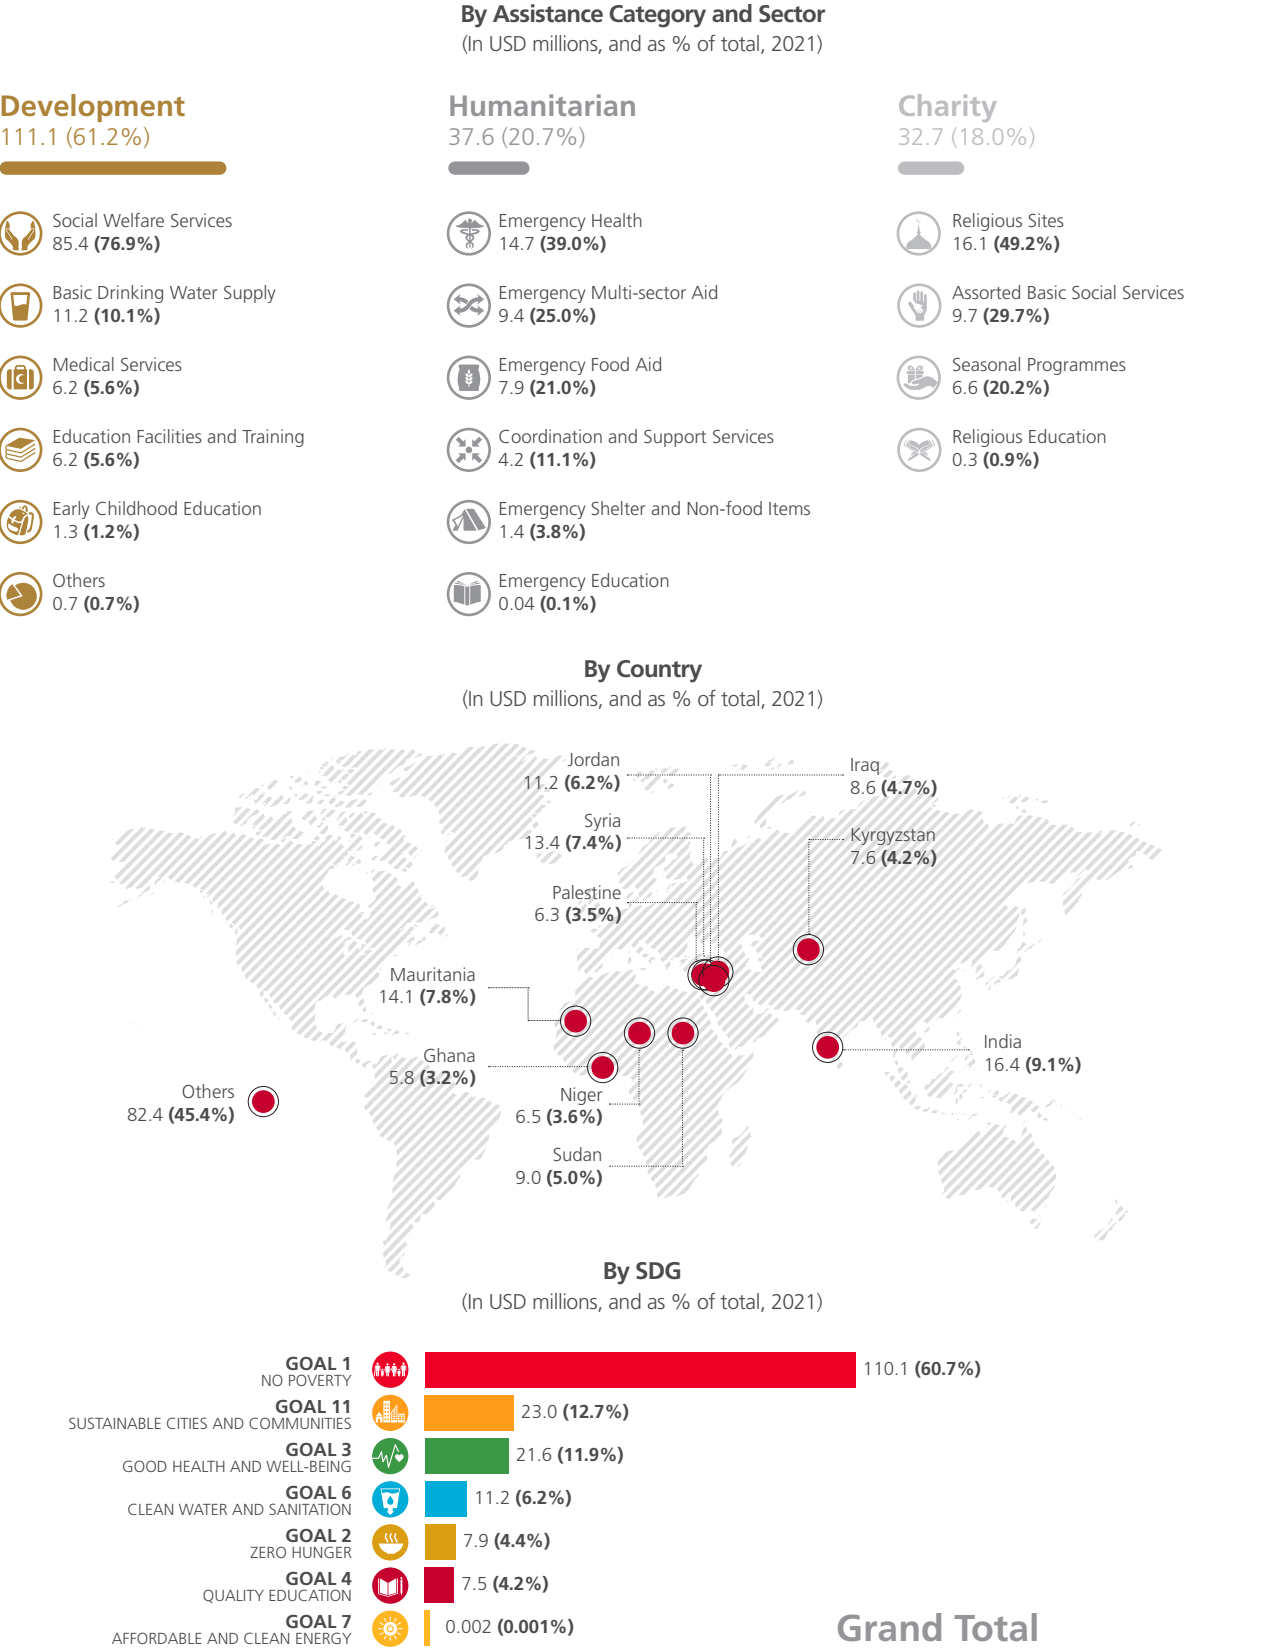 By Assistance Category and Sector
(In USD millions, and as % of total, 2021)
Development
111.1 (61.2%)
Social Welfare Services
85.4 (76.9%)
Basic Drinking Water Supply
11.2 (10.1%)
Medical Services
6.2 (5.6%)
Education Facilities and Training
6.2 (5.6%)
Early Childhood Education
1.3 (1.2%)
Others
0.7 (0.7%)
Humanitarian
37.6 (20.7%)
Emergency Health
14.7 (39.0%)
Emergency Multi-sector Aid
9.4 (25.0%)
Emergency Food Aid
7.9 (21.0%)
Coordination and Support Services
4.2 (11.1%)
Emergency Shelter and Non-food Items
1.4 (3.8%)
Emergency Education
0.04 (0.1%)
Charity
32.7 (18.0%)
Religious Sites
16.1 (49.2%)
Assorted Basic Social Services
9.7 (29.7%)
Seasonal Programmes
6.6 (20.2%)
Religious Education
0.3 (0.9%)
By Country
(In USD millions, and as % of total, 2021)
Jordan
11.2 (6.2%)
Iraq
8.6 (4.7%)
Syria
13.4 (7.4%)
Kyrgyzstan
7.6 (4.2%)
Palestine
6.3 (3.5%)
Mauritania
14.1 (7.8%)
India
16.4 (9.1%)
Ghana
5.8 (3.2%)
Others
82.4 (45.4%)
Niger
6.5 (3.6%)
Sudan
9.0 (5.0%)
By SDG
(In USD millions, and as % of total, 2021)
GOAL 1
NO POVERTY
110.1 (60.7%)
GOAL 11
SUSTAINABLE CITIES AND COMMUNITIES
23.0 (12.7%)
GOAL 3
GOOD HEALTH AND WELL-BEING
21.6 (11.9%)
GOAL 6
CLEAN WATER AND SANITATION
11.2 (6.2%)
GOAL 2
ZERO HUNGER
7.9 (4.4%)
GOAL 4
QUALITY EDUCATION
7.5 (4.2%)
GOAL 7
AFFORDABLE AND CLEAN ENERGY
0.002 (0.001%)
Grand Total